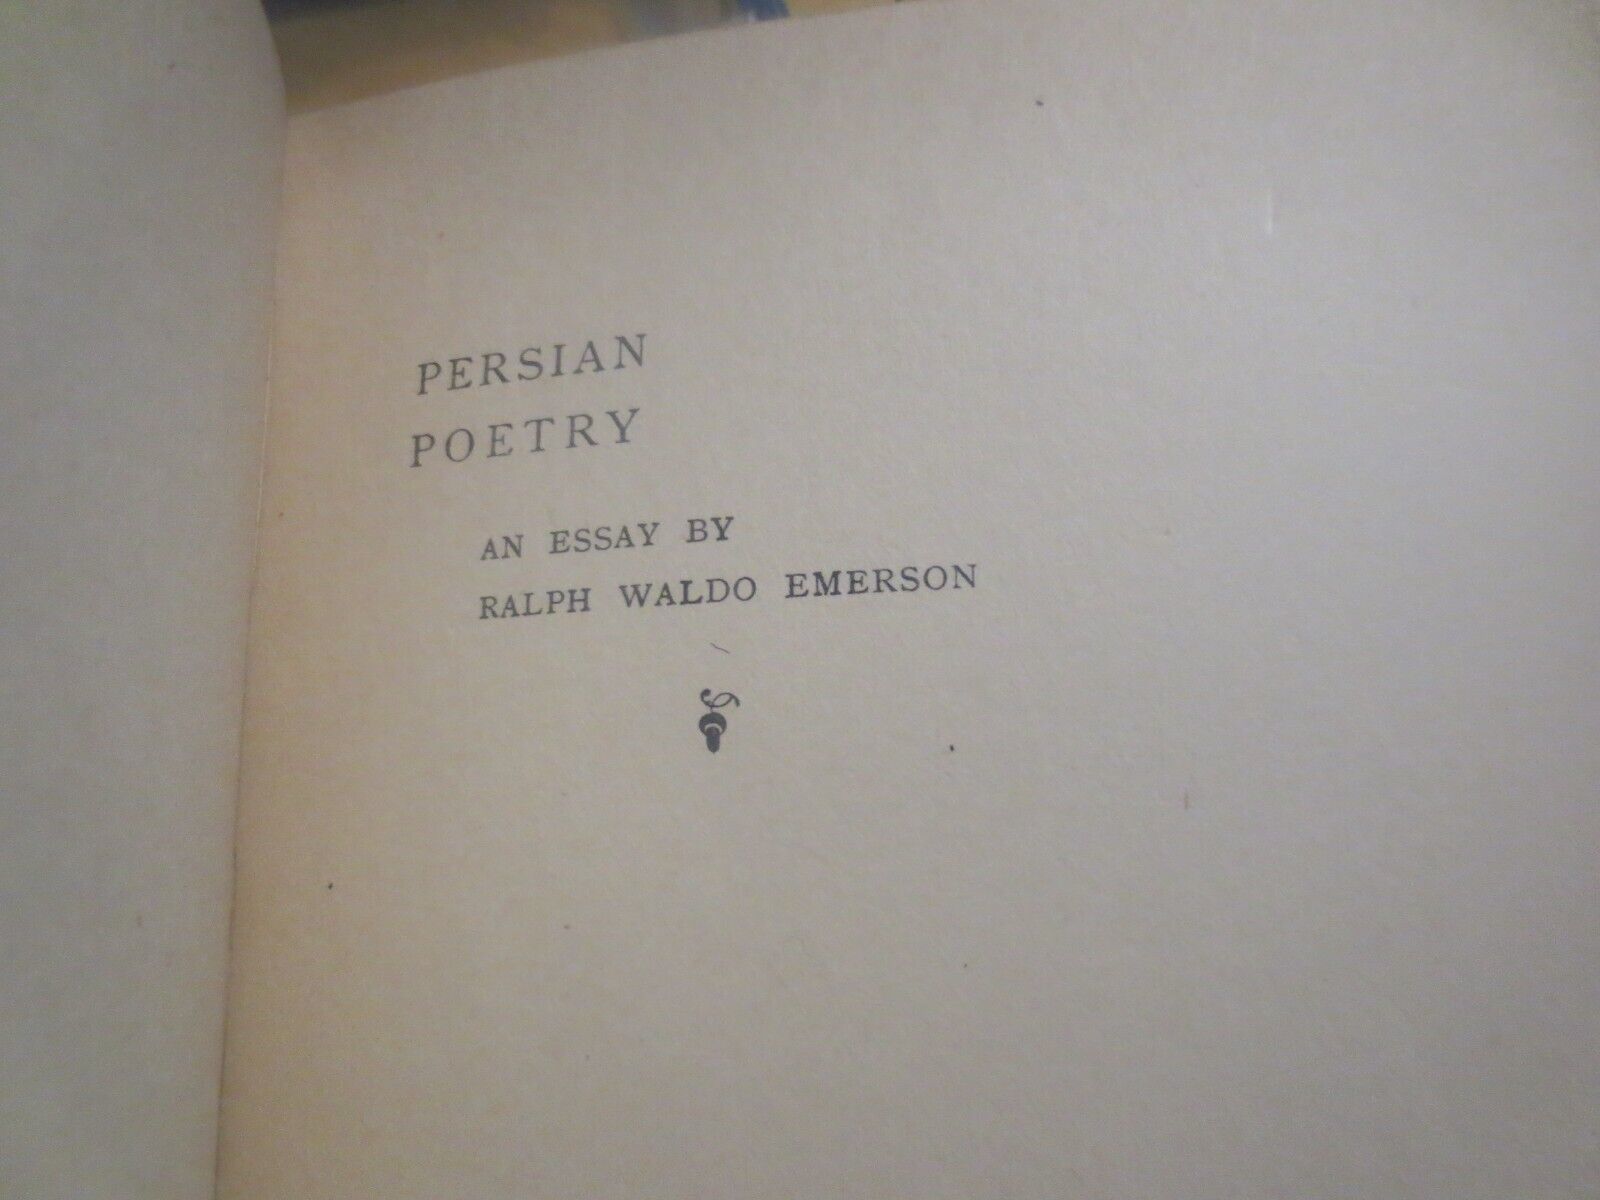 PERSIAN
POETRY
AN ESSAY BY
RALPH WALDO EMERSON